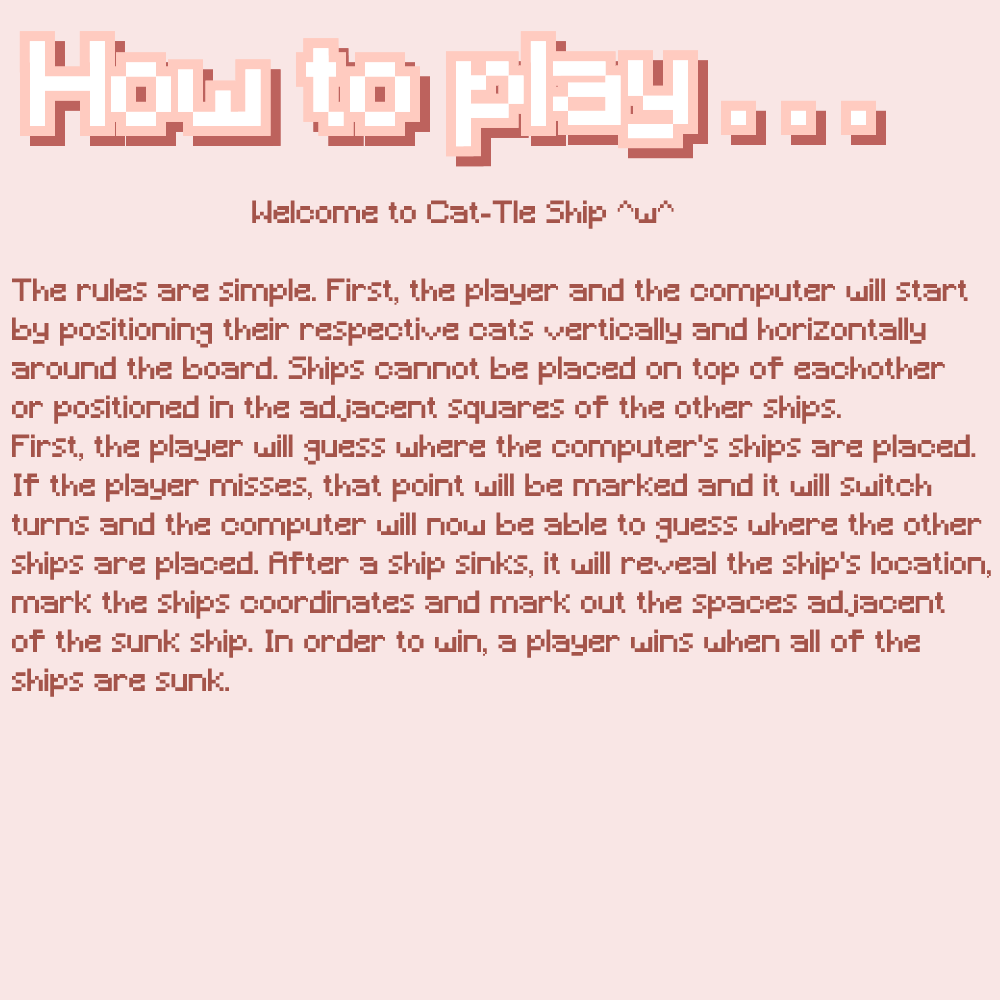 How to play...
Welcome to Cat-Tle Ship ^w^
The rules are simple. First, the player and the computer will start
by positioning their respective cats vertically and horizontally
around the board. Ships cannot be placed on top of eachother
or positioned in the adjacent squares of the other ships.
First, the player will guess where the computer's ships are placed.
If the player misses, that point will be marked and it will switch
turns and the computer will now be able to guess where the other
ships are placed. After a ship sinks, it will reveal the ship's location,
mark the ships coordinates and mark out the spaces adjacent
of the sunk ship. In order to win, a player wins when all of the
ships are sunk.